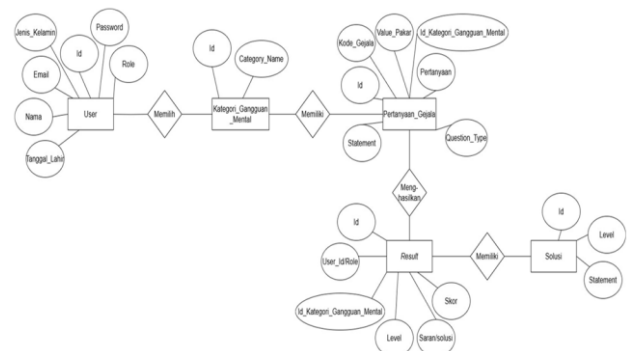 Jenis_Kelamin
Password
Id
Role
Email
Nama
User
Tanggal_Lahir
Memilih
Id
Category_Name
Kategori_Gangguan
_Mental
Memiliki
Kode_Gejala
Value_Pakar
Id_Kategori_Gangguan_Mental
Pertanyaan
Id
Pertanyaan_Gejala
Statement
Question_Type
Meng-
hasilkan
Id
User_Id/Role
Result
Id_Kategori_Gangguan_Mental
Level
Saran/solusi
Skor
Memiliki
Id
Level
Solusi
Statement